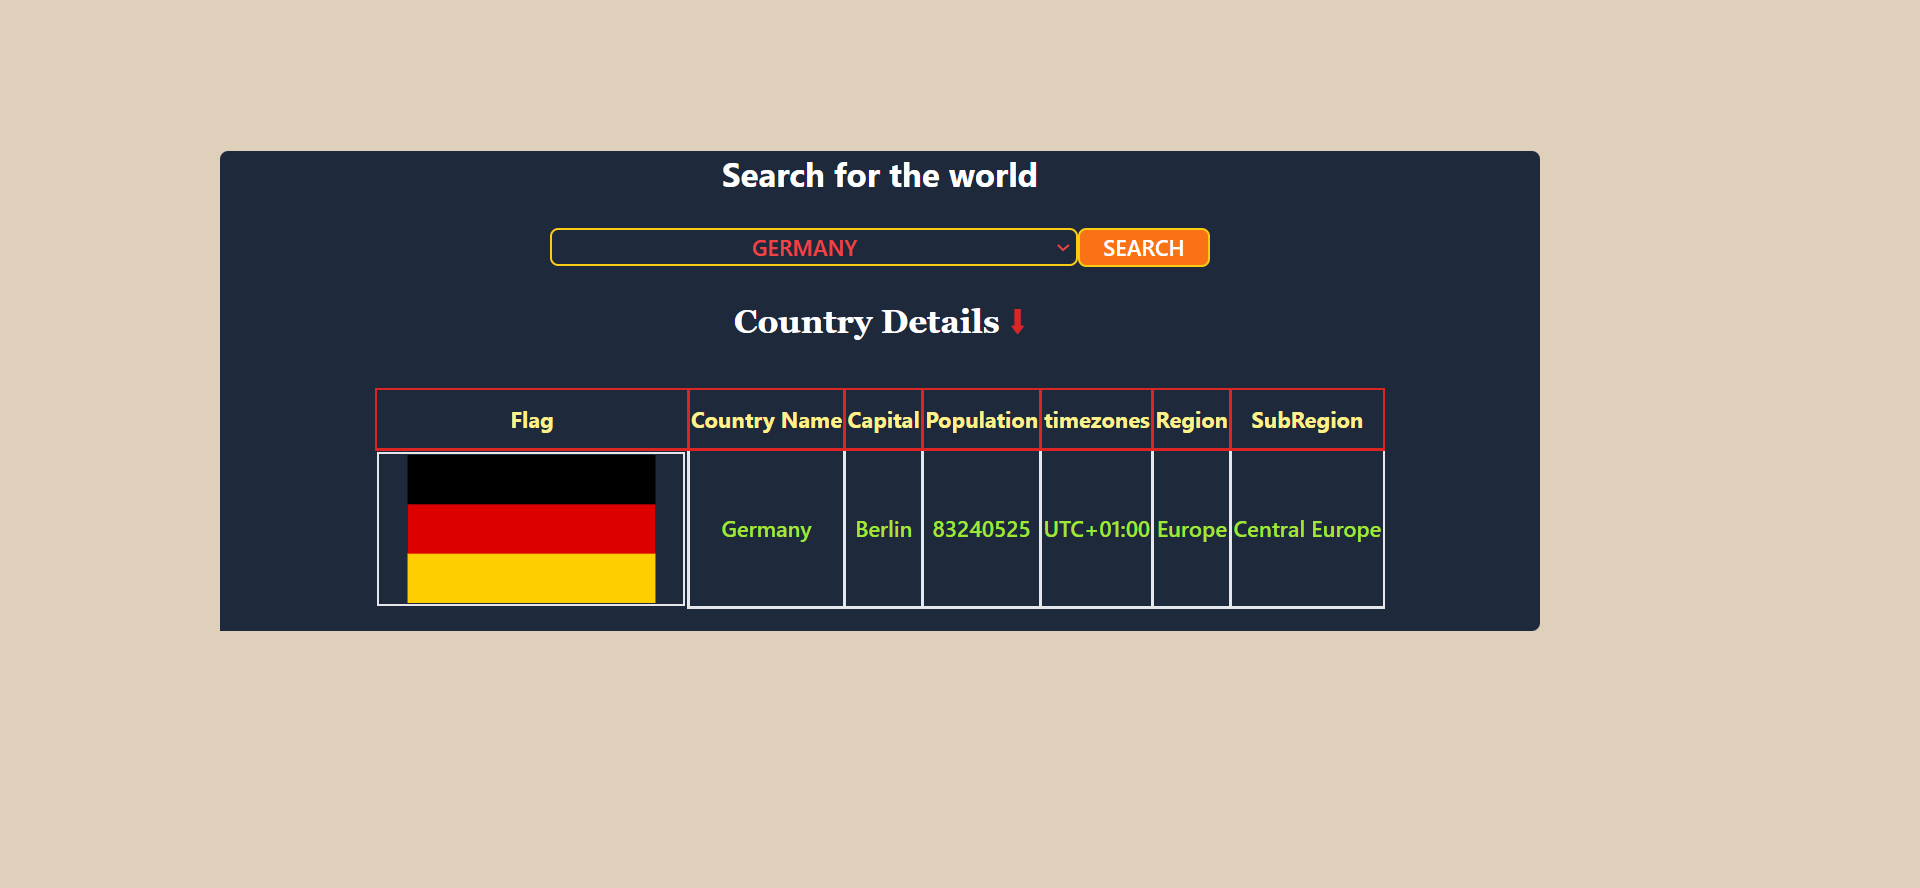 Search for the world
GERMANY SEARCH
Country Details
Flag Country Name Capital Population timezones Region SubRegion
Germany Berlin 83240525 UTC+01:00 Europe Central Europe